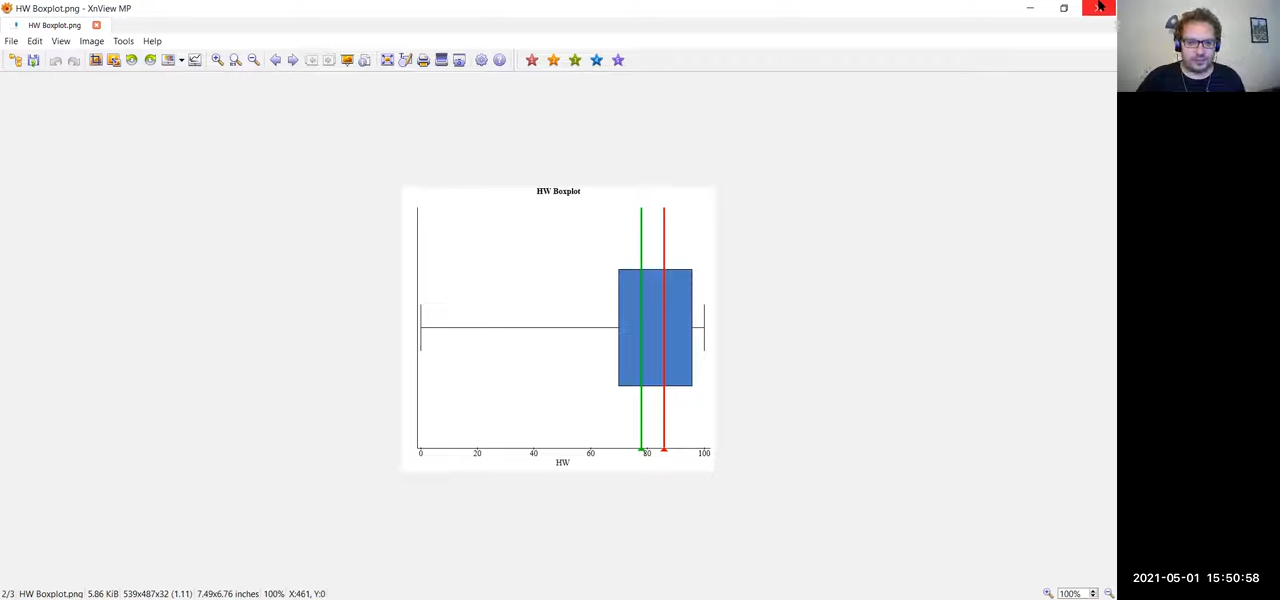 HW Boxplot.png - XnView MP
HW Boxplot.png
File Edit View Image Tools Help
HW Boxplot
0 20 40 60 80 100
HW
2021-05-01 15:50:58
2/3 HW Boxplot.png 5.86 KiB 539x487x32 (1.11) 7.49x6.76 inches 100% X:461, Y:0
100%